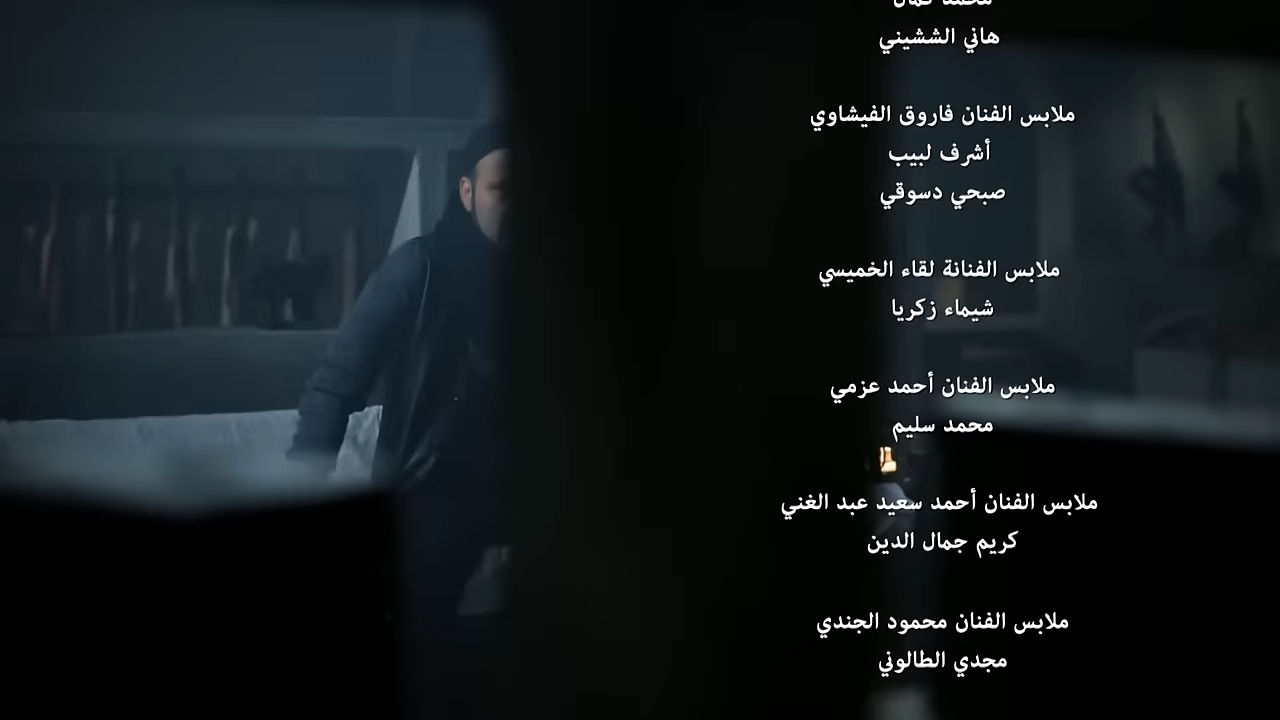 هاني الششيني
ملابس الفنان فاروق الفيشاوي
أشرف لبيب
صبحي دسوقي
ملابس الفنانة لقاء الخميسي
شيماء زكريا
ملابس الفنان أحمد عزمي
محمد سليم
ملابس الفنان أحمد سعيد عبد الغني
كريم جمال الدين
ملابس الفنان محمود الجندي
مجدي الطالوني